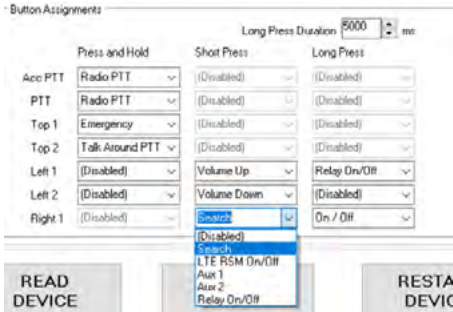 Button Assignments
Long Press Duration 5000 ms
Press and Hold Short Press Long Press
Acc PTT Radio PTT (Disabled) (Disabled)
PTT Radio PTT (Disabled) (Disabled)
Top 1 Emergency (Disabled) (Disabled)
Top 2 Talk Around PTT (Disabled) (Disabled)
Left 1 (Disabled) Volume Up Relay On/Off
Left 2 (Disabled) Volume Down (Disabled)
Right 1 (Disabled) Search On / Off
(Disabled)
Search
LTE RSM On/Off
Aux 1
Aux 2
Relay On/Off
READ RESTA
DEVICE DEVIC